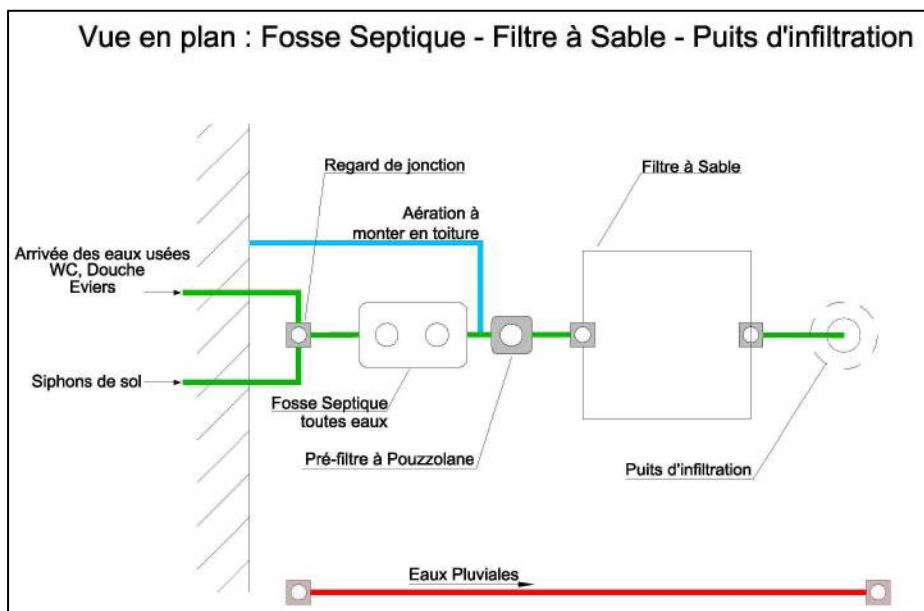 Vue en plan : Fosse Septique - Filtre à Sable - Puits d'infiltration
Regard de jonction
Filtre à Sable
Aération à
monter en toiture
Arrivée des eaux usées
WC, Douche
Eviers
Siphons de sol
Fosse Septique
toutes eaux
Pré-filtre à Pouzzolane
Puits d'infiltration
Eaux Pluviales